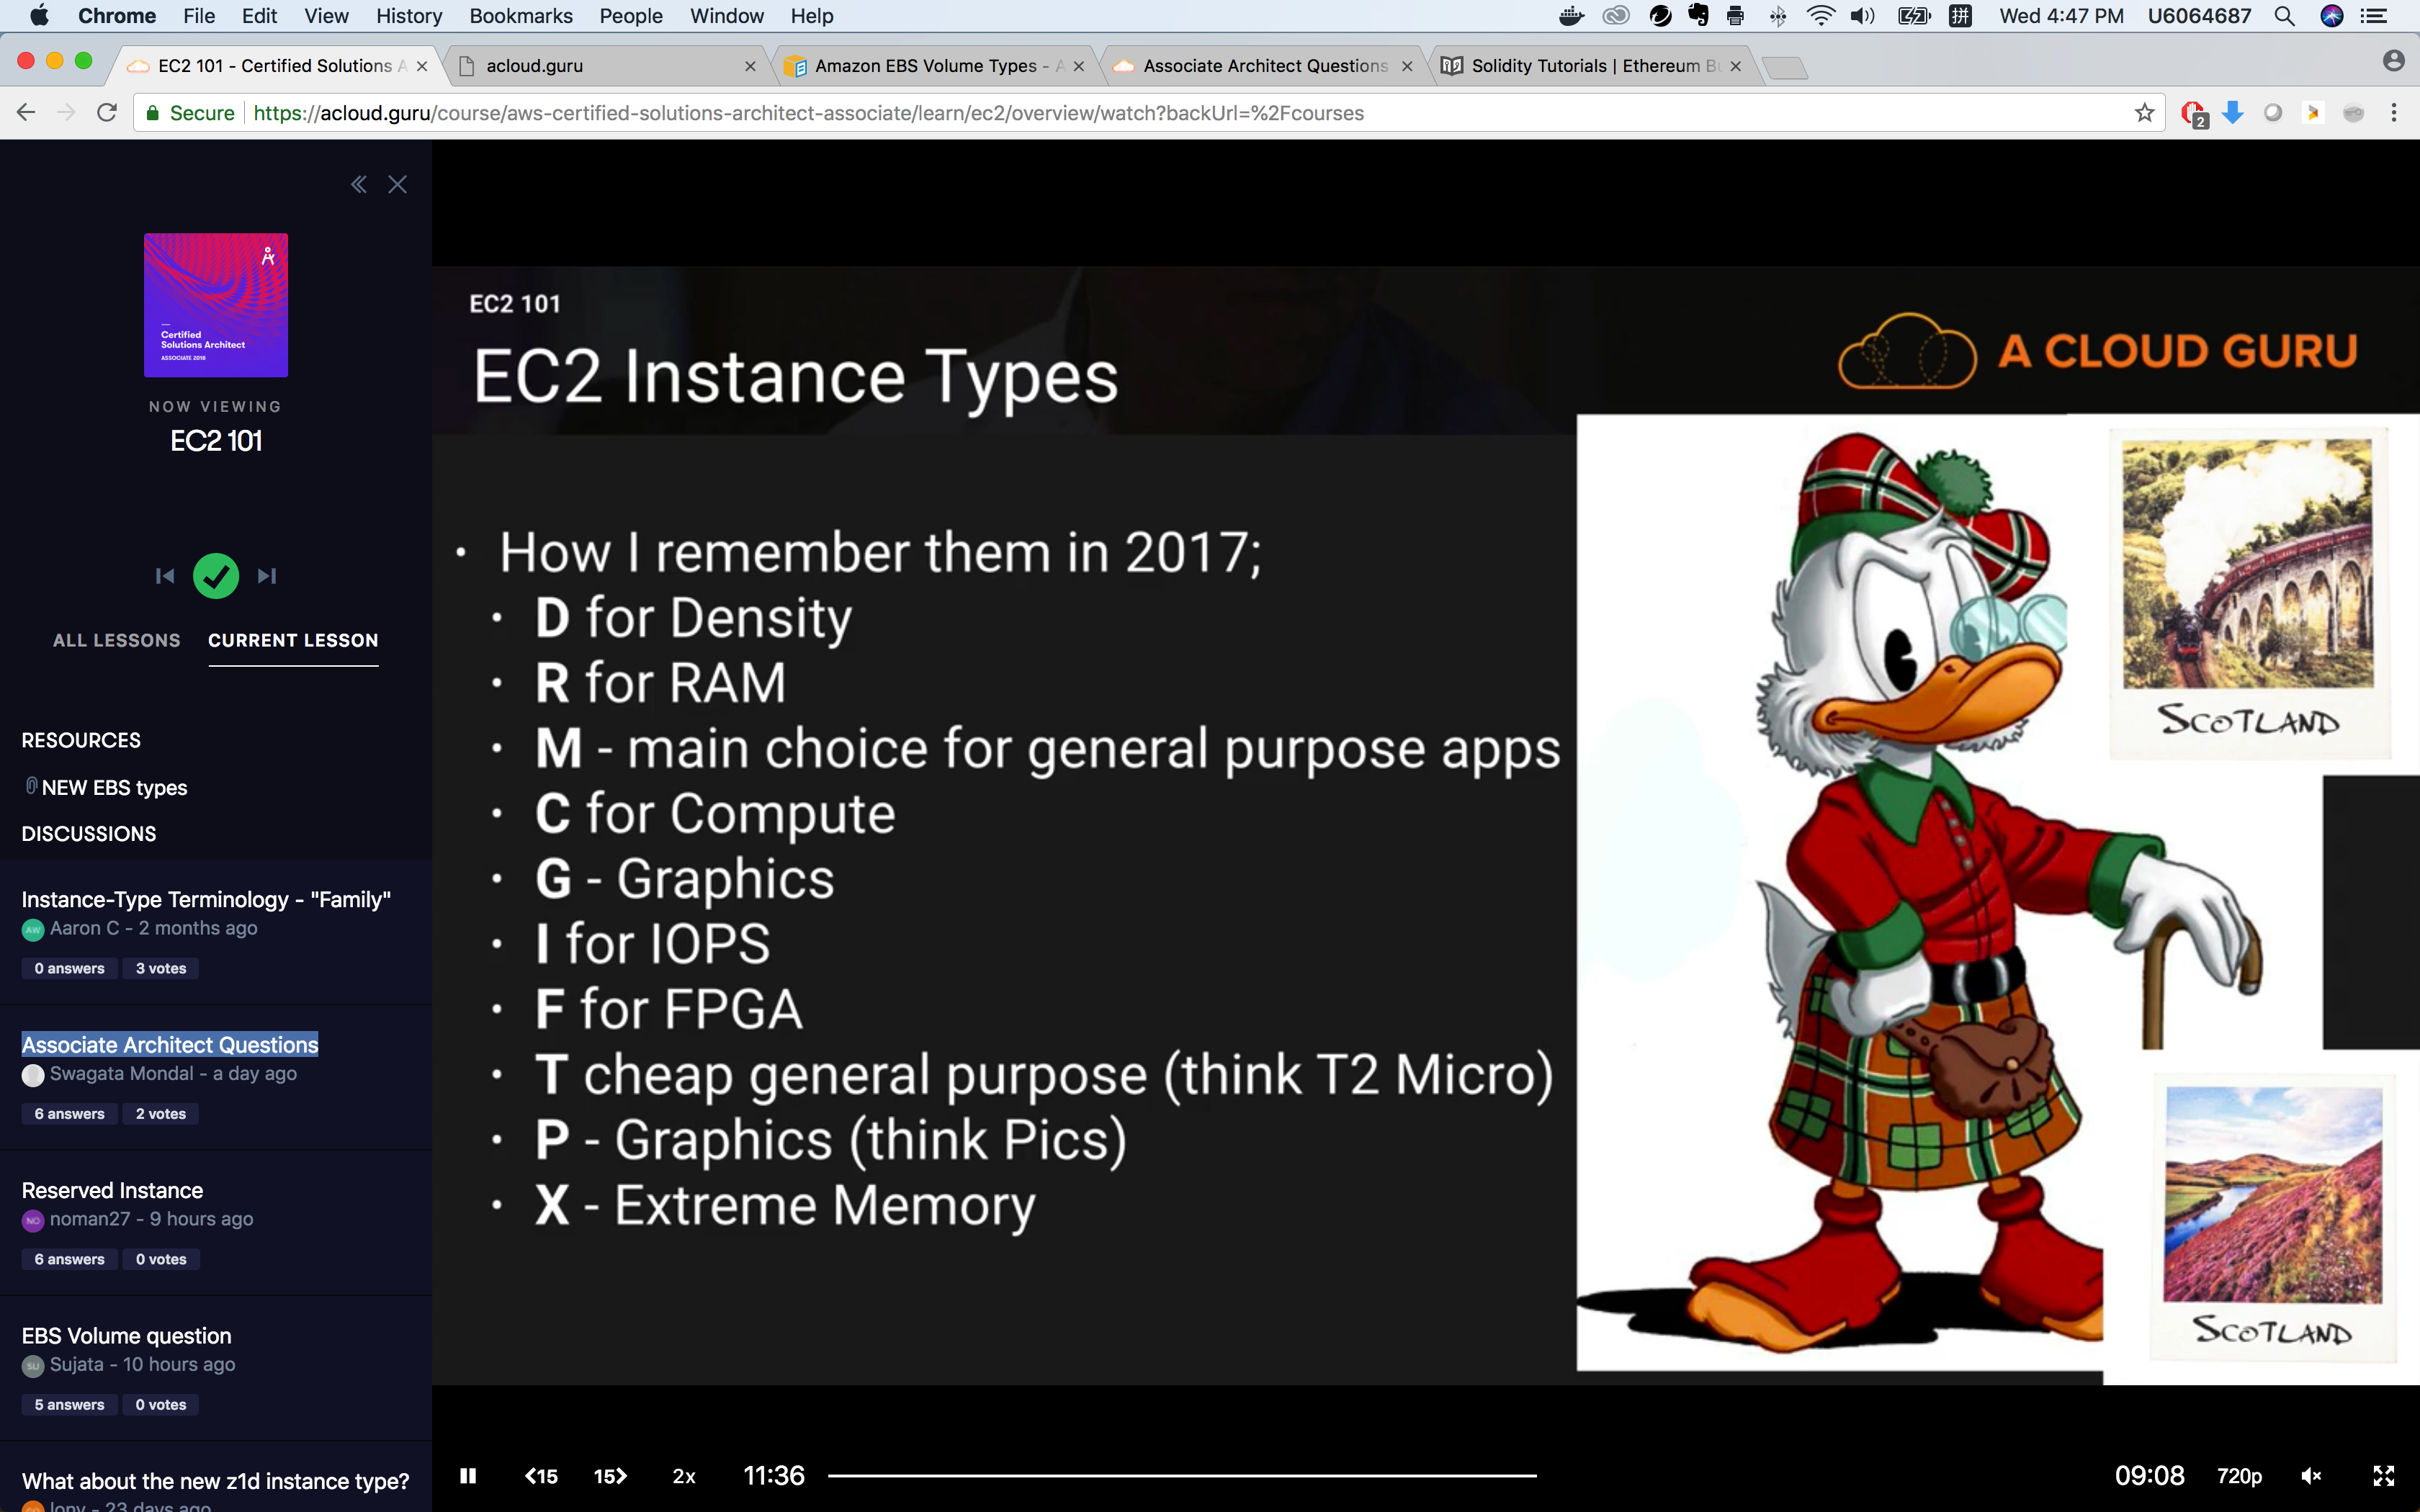 Chrome File Edit View History Bookmarks People Window Help
Wed 4:47 PM U6064687
EC2 101 - Certified Solutions A
acloud.guru
Amazon EBS Volume Types - A
Associate Architect Questions
Solidity Tutorials | Ethereum B
Secure https://acloud.guru/course/aws-certified-solutions-architect-associate/learn/ec2/overview/watch?backUrl=%2Fcourses
2
Certified
Solutions Architect
ASSOCIATE 2018
NOW VIEWING
EC2 101
ALL LESSONS CURRENT LESSON
RESOURCES
NEW EBS types
DISCUSSIONS
Instance-Type Terminology - "Family"
AW Aaron C - 2 months ago
0 answers 3 votes
Associate Architect Questions
Swagata Mondal - a day ago
6 answers 2 votes
Reserved Instance
NO noman27 - 9 hours ago
6 answers 0 votes
EBS Volume question
SU Sujata - 10 hours ago
5 answers 0 votes
What about the new z1d instance type?
- 23 days ago
EC2 101
EC2 Instance Types
A CLOUD GURU
• How I remember them in 2017;
• D for Density
• R for RAM
• M - main choice for general purpose apps
• C for Compute
• G - Graphics
• I for IOPS
• F for FPGA
• T cheap general purpose (think T2 Micro)
• P - Graphics (think Pics)
• X - Extreme Memory
SCOTLAND
SCOTLAND
<15 15> 2x 11:36 09:08 720p